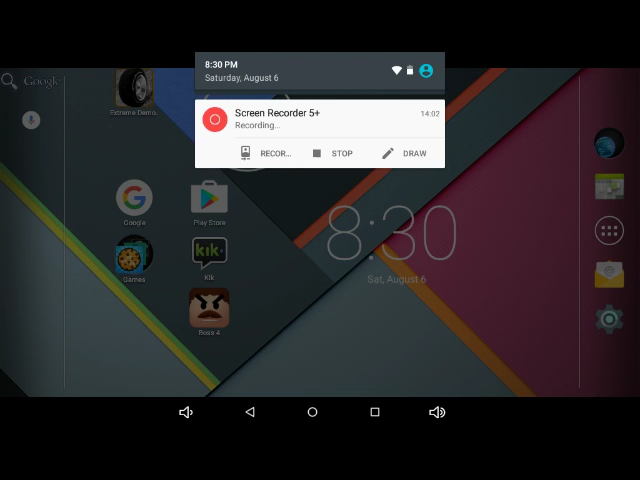 8:30 PM
Saturday, August 6
Google
Extreme Demo..
Screen Recorder 5+
14:02
Recording...
RECOR...
STOP
DRAW
Google
Play Store
8:30
Sat, August 6
kik
Games
Kik
Boss 4